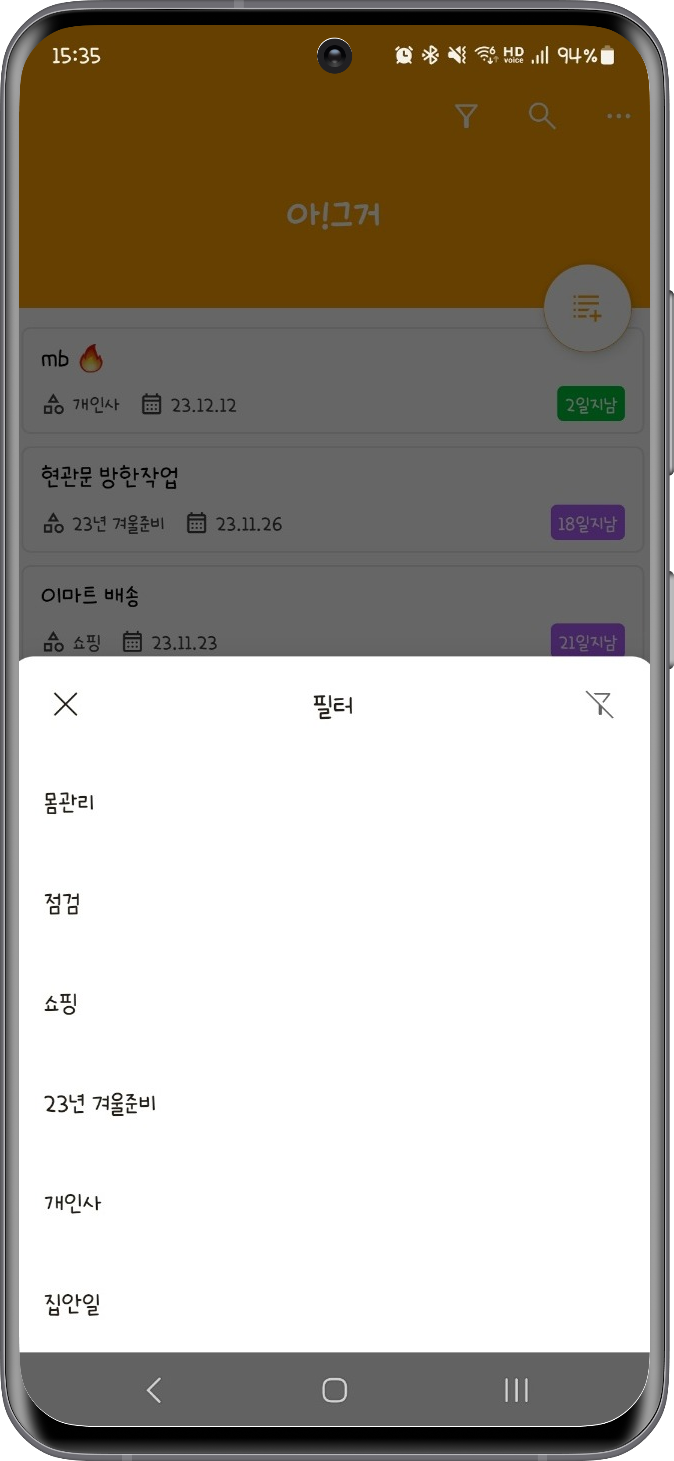 15:35
HD voice
94%
아!그거
mb 🔥
개인사 23.12.12 2일지남
현관문 방한작업
23년 겨울준비 23.11.26 18일지남
이마트 배송
쇼핑 23.11.23 21일지남
필터
몸관리
점검
쇼핑
23년 겨울준비
개인사
집안일